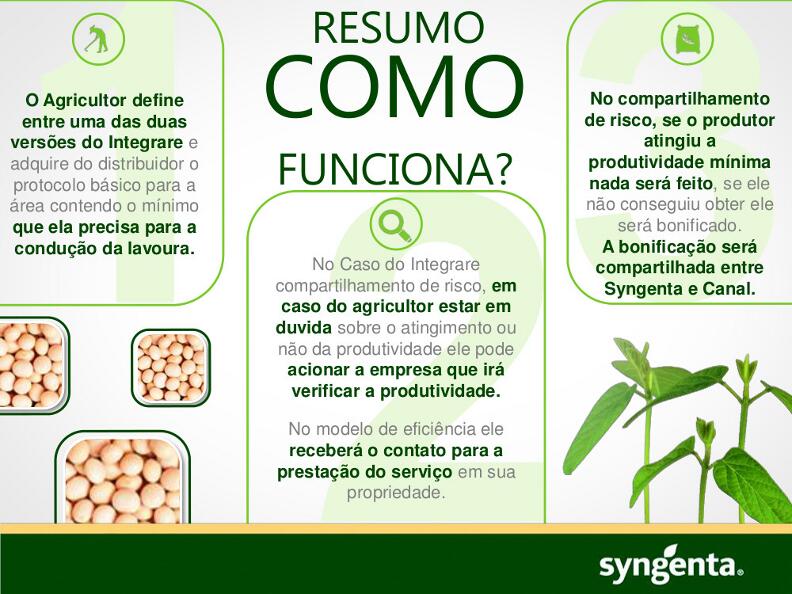 RESUMO
COMO
FUNCIONA?
1
O Agricultor define
entre uma das duas
versões do Integrare e
adquire do distribuidor o
protocolo básico para a
área contendo o mínimo
que ela precisa para a
condução da lavoura.
2
No Caso do Integrare
compartilhamento de risco, em
caso do agricultor estar em
duvida sobre o atingimento ou
não da produtividade ele pode
acionar a empresa que irá
verificar a produtividade.
No modelo de eficiência ele
receberá o contato para a
prestação do serviço em sua
propriedade.
3
No compartilhamento
de risco, se o produtor
atingiu a
produtividade mínima
nada será feito, se ele
não conseguiu obter ele
será bonificado.
A bonificação será
compartilhada entre
Syngenta e Canal.
syngenta®